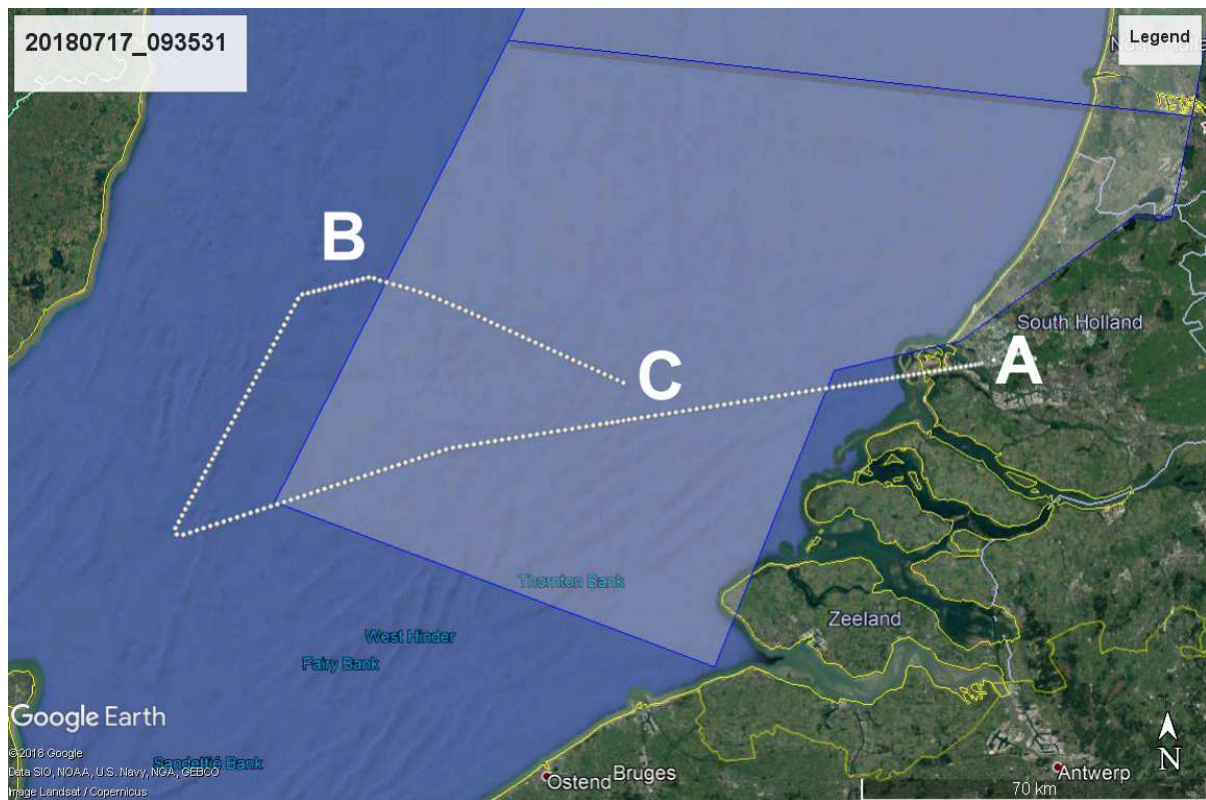 20180717_093531
Legend
B
South Holland
C
A
Thornton Bank
Zeeland
West Hinder
Fairy Bank
Google Earth
N
©2018 Google
Sandettié Bank
Data SIO, NOAA, U.S. Navy, NGA, GEBCO
Antwerp
Ostend
Bruges
70 km
Image Landsat / Copernicus